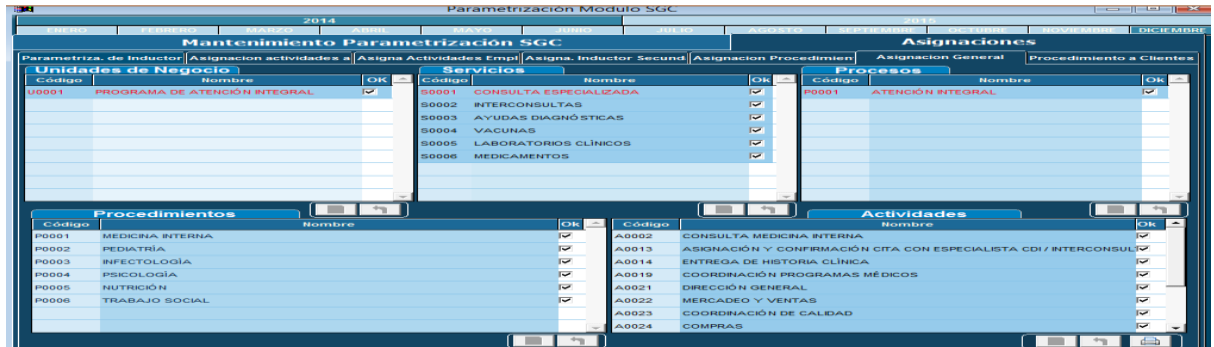 Parametrización Modulo SGC
2014 2015
ENERO FEBRERO MARZO ABRIL MAYO JUNIO JULIO AGOSTO SEPTIEMBRE OCTUBRE NOVIEMBRE DICIEMBRE
Mantenimiento Parametrización SGC Asignaciones
Parametriza. de Inductor Asignacion actividades a Asigna Actividades Empl Asigna. Inductor Secund Asignacion Procedimien Asignacion General Procedimiento a Clientes
Unidades de Negocio
Código Nombre OK
U0001 PROGRAMA DE ATENCIÓN INTEGRAL
Servicios
Código Nombre Ok
S0001 CONSULTA ESPECIALIZADA
S0002 INTERCONSULTAS
S0003 AYUDAS DIAGNÓSTICAS
S0004 VACUNAS
S0005 LABORATORIOS CLÌNICOS
S0006 MEDICAMENTOS
Procesos
Código Nombre Ok
P0001 ATENCIÓN INTEGRAL
Procedimientos
Código Nombre Ok
P0001 MEDICINA INTERNA
P0002 PEDIATRÌA
P0003 INFECTOLOGÌA
P0004 PSICOLOGÌA
P0005 NUTRICIÓN
P0006 TRABAJO SOCIAL
Actividades
Código Nombre Ok
A0002 CONSULTA MEDICINA INTERNA
A0013 ASIGNACIÓN Y CONFIRMACIÓN CITA CON ESPECIALISTA CDI / INTERCONSUL
A0014 ENTREGA DE HISTORIA CLÌNICA
A0019 COORDINACIÓN PROGRAMAS MÉDICOS
A0021 DIRECCIÓN GENERAL
A0022 MERCADEO Y VENTAS
A0023 COORDINACIÓN DE CALIDAD
A0024 COMPRAS